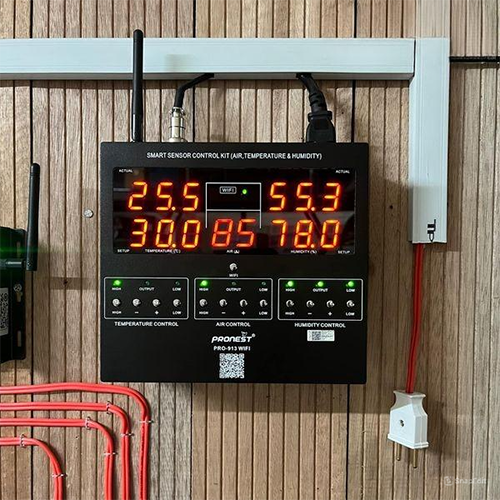 SMART SENSOR CONTROL KIT (AIR,TEMPERATURE & HUMIDITY)
ACTUAL ACTUAL
25.5 WIFI 55.3
30.0 85 78.0
SETUP TEMPERATURE (°C) AIR (A) HUMIDITY (%) SETUP
WIFI
HIGH OUTPUT LOW HIGH OUTPUT LOW HIGH OUTPUT LOW
HIGH − + LOW HIGH − + LOW HIGH − + LOW
TEMPERATURE CONTROL AIR CONTROL HUMIDITY CONTROL
PRONEST®
PRO-913 WIFI